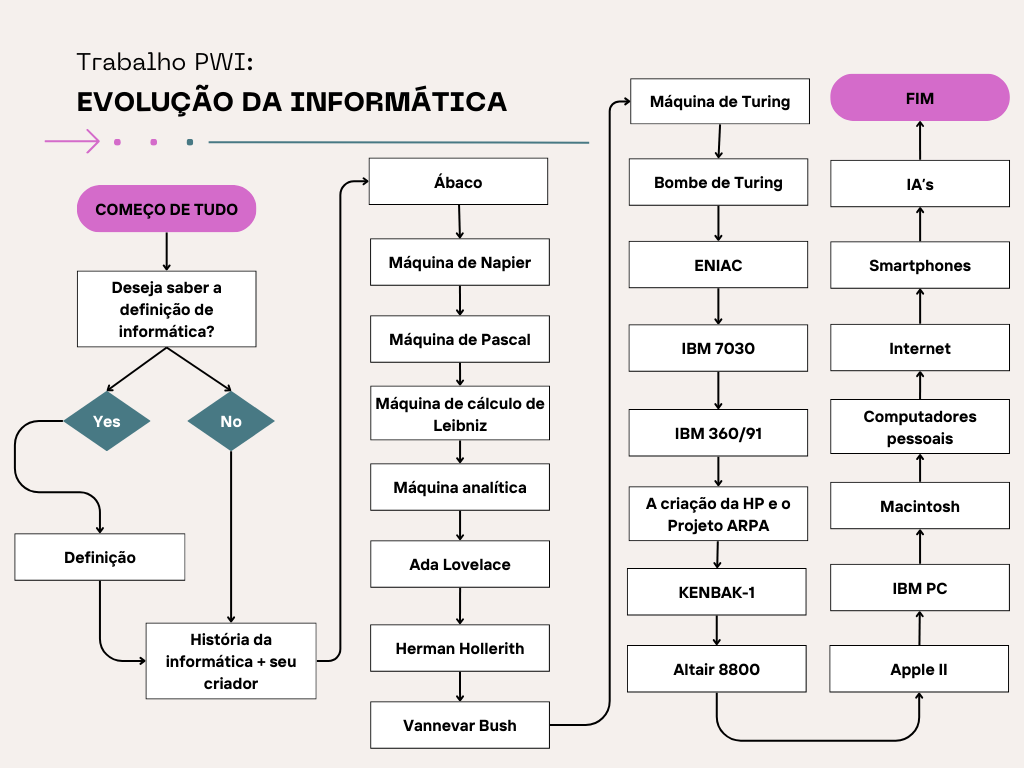 Trabalho PWI:
EVOLUÇÃO DA INFORMÁTICA
COMEÇO DE TUDO
Deseja saber a
definição de
informática?
Yes
No
Definição
História da
informática + seu
criador
Ábaco
Máquina de Napier
Máquina de Pascal
Máquina de cálculo de
Leibniz
Máquina analítica
Ada Lovelace
Herman Hollerith
Vannevar Bush
Máquina de Turing
Bombe de Turing
ENIAC
IBM 7030
IBM 360/91
A criação da HP e o
Projeto ARPA
KENBAK-1
Altair 8800
Apple II
IBM PC
Macintosh
Computadores
pessoais
Internet
Smartphones
IA's
FIM